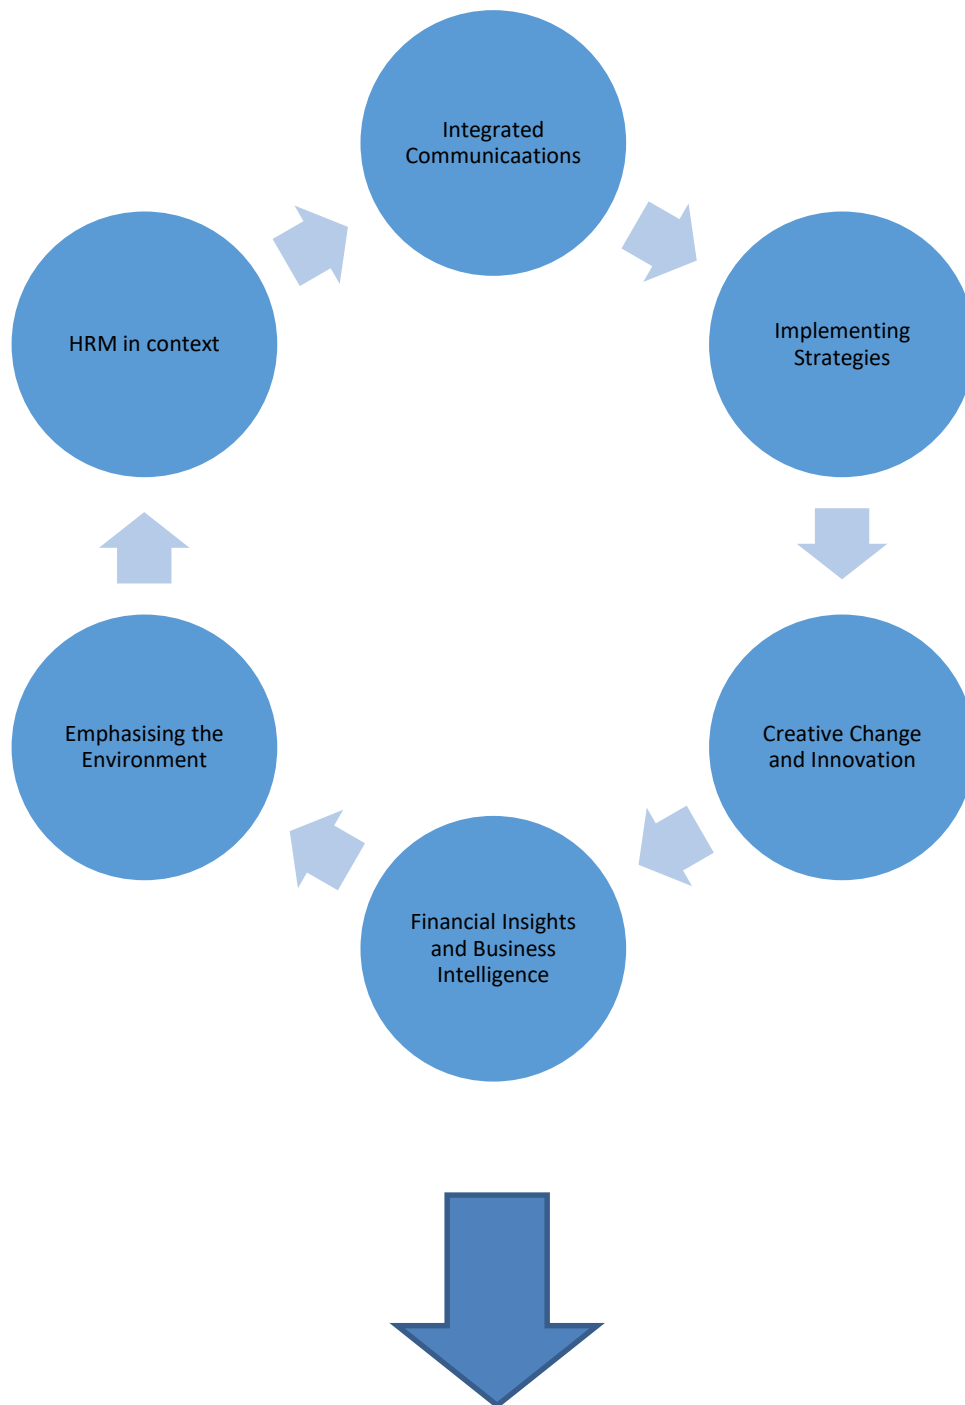 Integrated
Communicaations
Implementing
Strategies
Creative Change
and Innovation
Financial Insights
and Business
Intelligence
Emphasising the
Environment
HRM in context